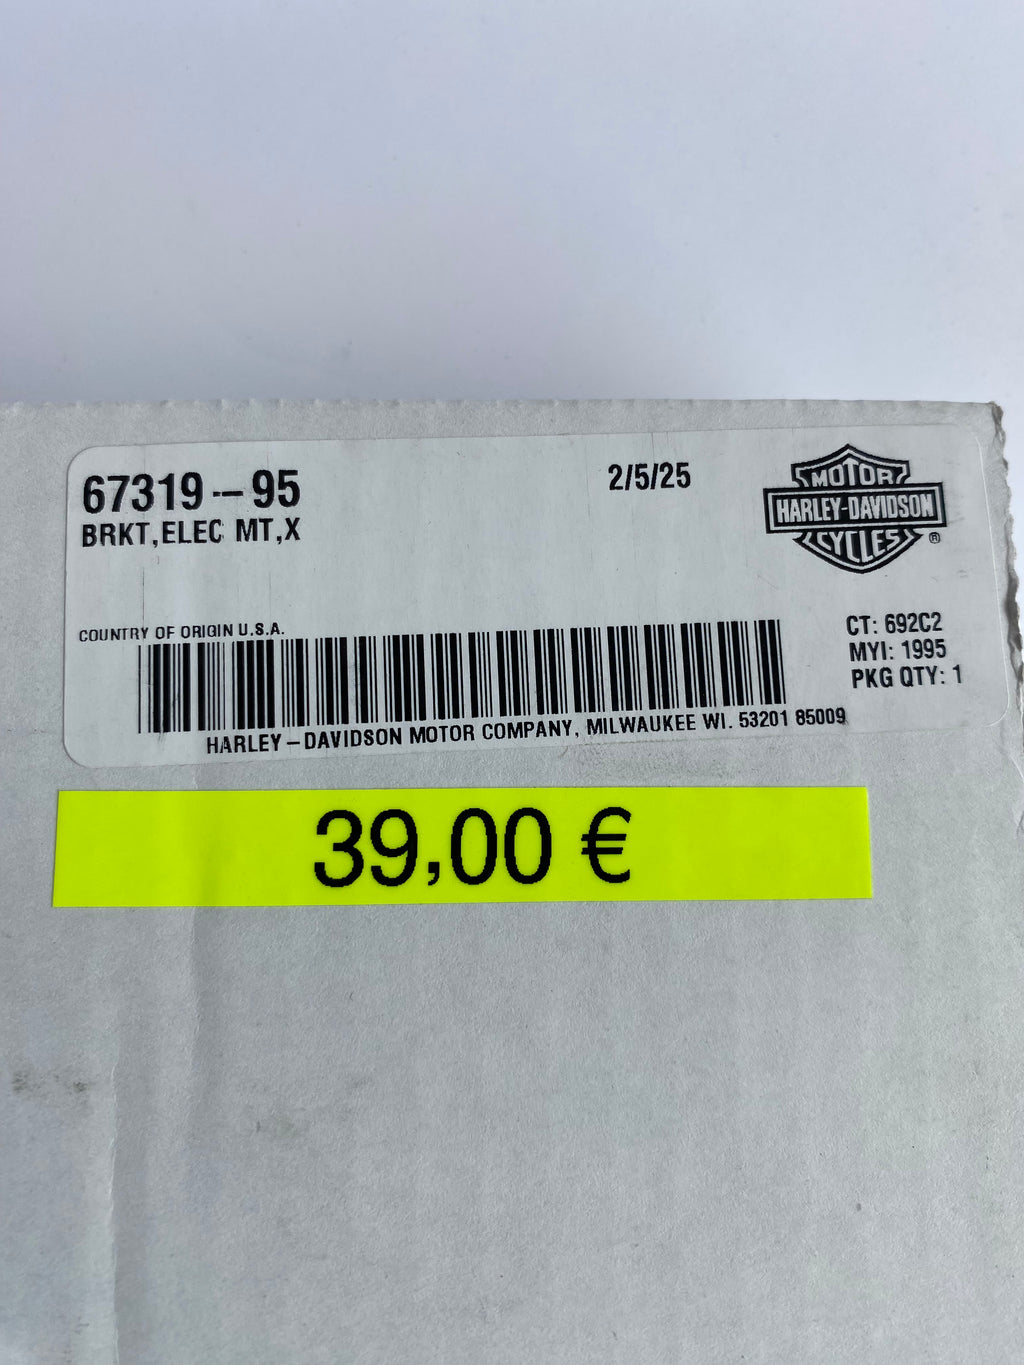 67319--95
2/5/25
BRKT,ELEC MT,X
MOTOR
HARLEY-DAVIDSON
CYCLES
®
COUNTRY OF ORIGIN U.S.A.
CT: 692C2
MYI: 1995
PKG QTY: 1
HARLEY-DAVIDSON MOTOR COMPANY, MILWAUKEE WI. 53201 85009
39,00 €